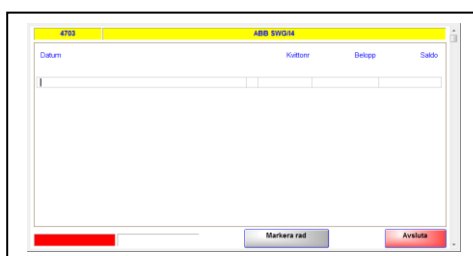 4703 ABB SWG/I4
Datum Kvittonr Belopp Saldo
Markera rad Avsluta